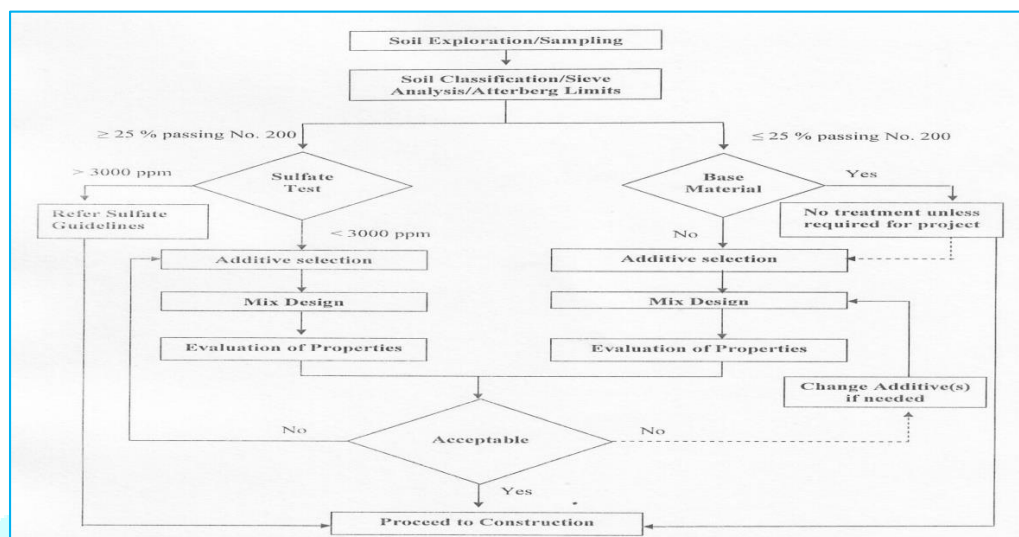 Soil Exploration/Sampling
Soil Classification/Sieve
Analysis/Atterberg Limits
≥ 25 % passing No. 200
≤ 25 % passing No. 200
> 3000 ppm
Sulfate
Test
Base
Material
Yes
Refer Sulfate
Guidelines
No treatment unless
required for project
< 3000 ppm
No
Additive selection
Additive selection
Mix Design
Mix Design
Evaluation of Properties
Evaluation of Properties
Change Additive(s)
if needed
No
Acceptable
No
Yes
Proceed to Construction